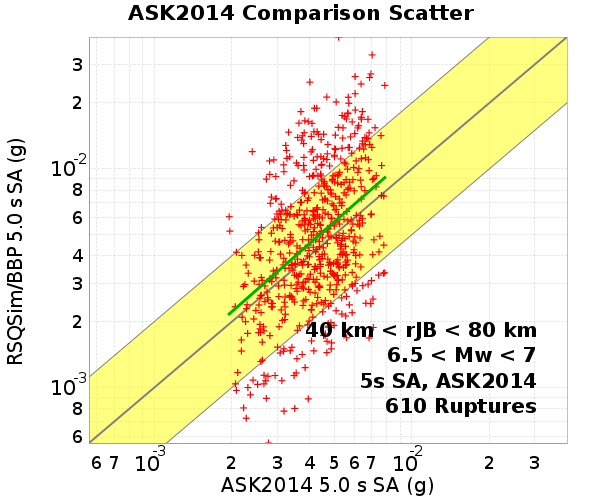 ASK2014 Comparison Scatter
RSQSim/BBP 5.0 s SA (g)
3
2
10-2
8
6
4
3
2
10-3
8
6
40 km < rJB < 80 km
6.5 < Mw < 7
5s SA, ASK2014
610 Ruptures
6 7 10-3 2 3 4 5 6 7 10-2 2 3
ASK2014 5.0 s SA (g)